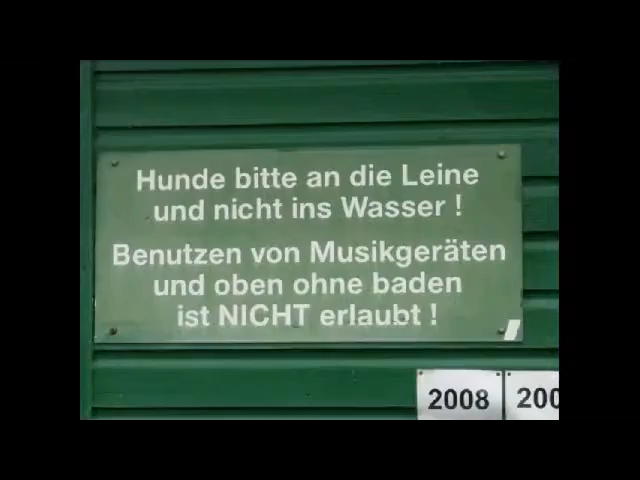 Hunde bitte an die Leine
und nicht ins Wasser !
Benutzen von Musikgeräten
und oben ohne baden
ist NICHT erlaubt !
2008